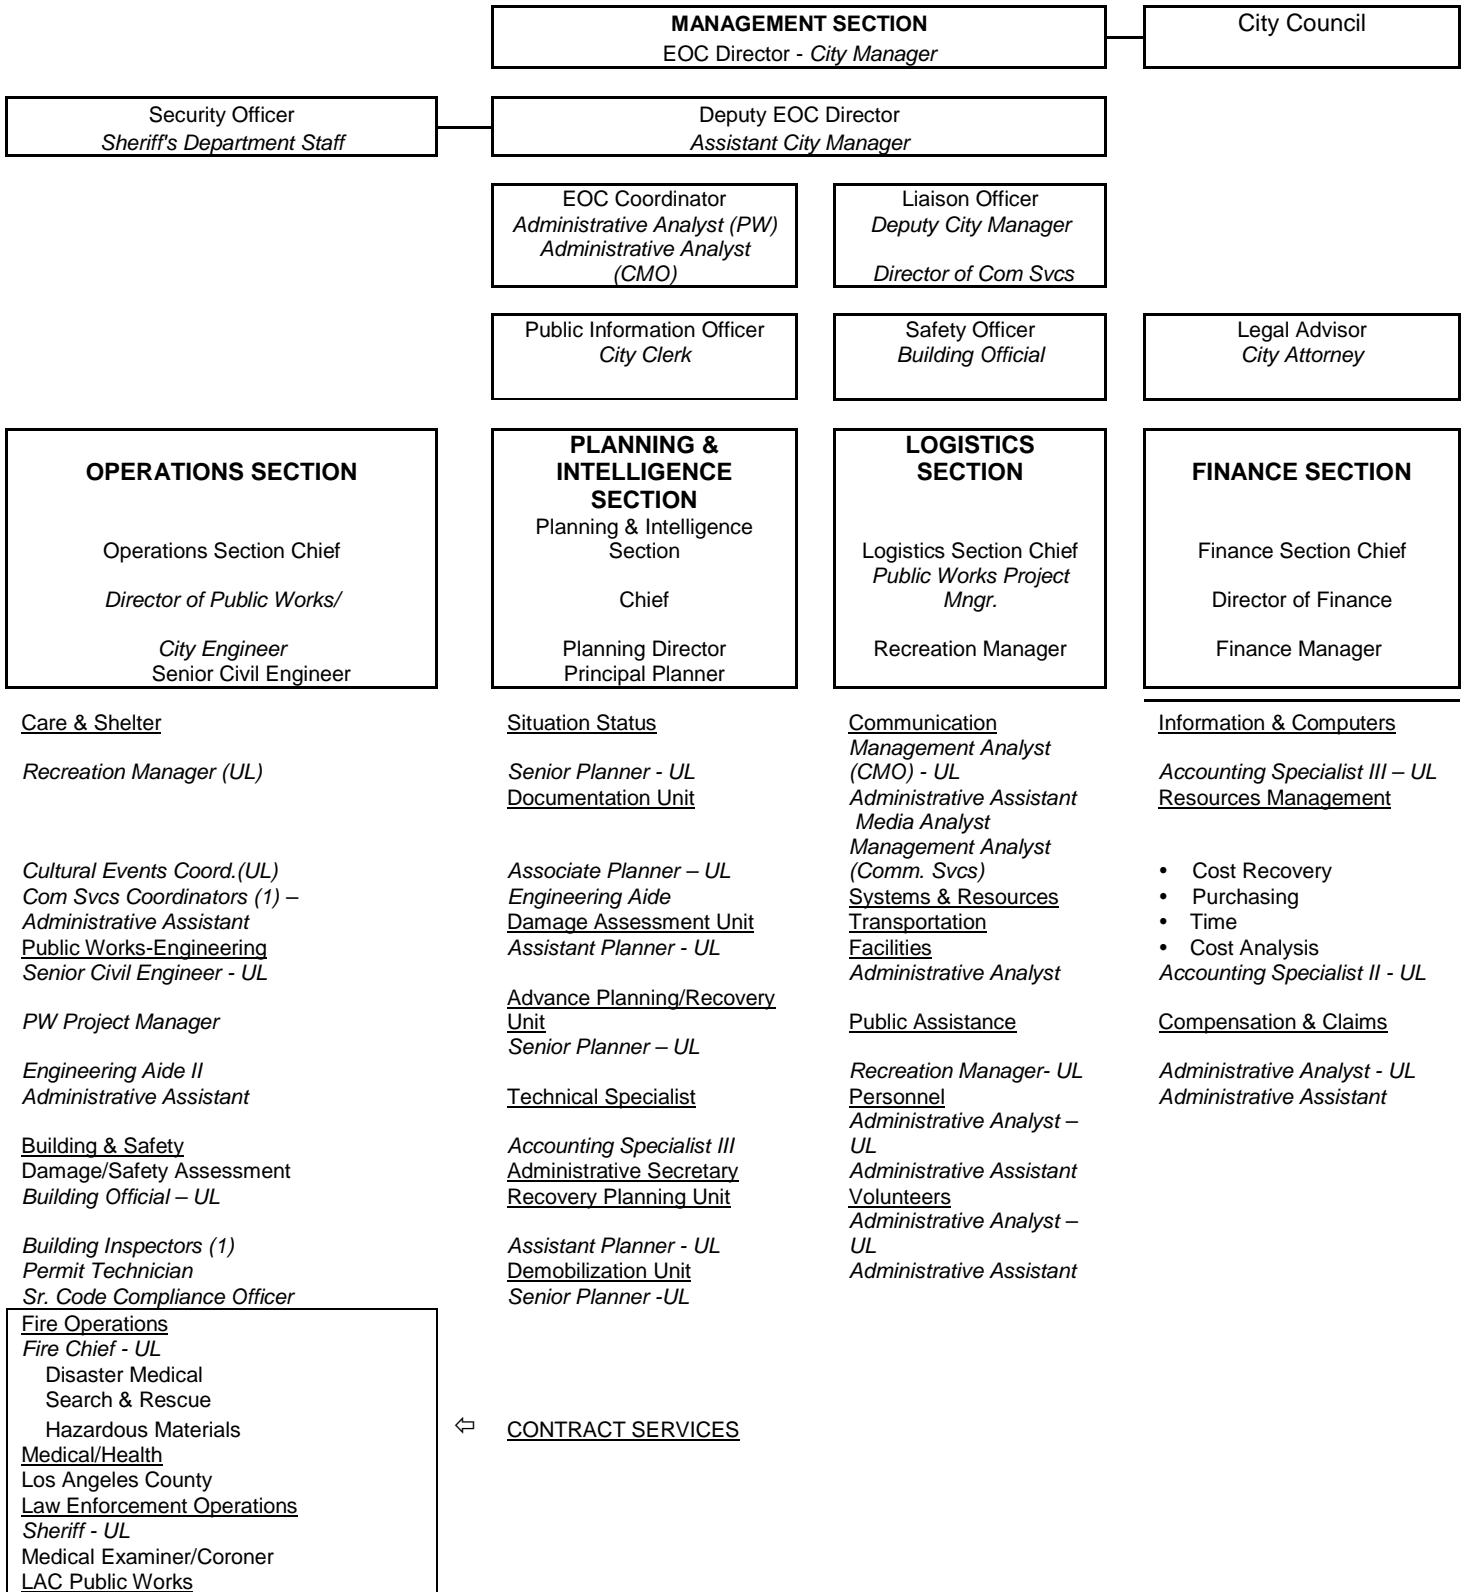 MANAGEMENT SECTION
EOC Director - City Manager
City Council
Security Officer
Sheriff's Department Staff
Deputy EOC Director
Assistant City Manager
EOC Coordinator
Administrative Analyst (PW)
Administrative Analyst
(CMO)
Liaison Officer
Deputy City Manager
Director of Com Svcs
Public Information Officer
City Clerk
Safety Officer
Building Official
Legal Advisor
City Attorney
OPERATIONS SECTION
Operations Section Chief
Director of Public Works/
City Engineer
Senior Civil Engineer
PLANNING &
INTELLIGENCE
SECTION
Planning & Intelligence
Section
Chief
Planning Director
Principal Planner
LOGISTICS
SECTION
Logistics Section Chief
Public Works Project
Mngr.
Recreation Manager
FINANCE SECTION
Finance Section Chief
Director of Finance
Finance Manager
Care & Shelter
Recreation Manager (UL)
Cultural Events Coord.(UL)
Com Svcs Coordinators (1) –
Administrative Assistant
Public Works-Engineering
Senior Civil Engineer - UL
PW Project Manager
Engineering Aide II
Administrative Assistant
Building & Safety
Damage/Safety Assessment
Building Official – UL
Building Inspectors (1)
Permit Technician
Sr. Code Compliance Officer
Fire Operations
Fire Chief - UL
Disaster Medical
Search & Rescue
Hazardous Materials
Medical/Health
Los Angeles County
Law Enforcement Operations
Sheriff - UL
Medical Examiner/Coroner
LAC Public Works
Situation Status
Senior Planner - UL
Documentation Unit
Associate Planner – UL
Engineering Aide
Damage Assessment Unit
Assistant Planner - UL
Advance Planning/Recovery
Unit
Senior Planner – UL
Technical Specialist
Accounting Specialist III
Administrative Secretary
Recovery Planning Unit
Assistant Planner - UL
Demobilization Unit
Senior Planner -UL
⇦ CONTRACT SERVICES
Communication
Management Analyst
(CMO) - UL
Administrative Assistant
Media Analyst
Management Analyst
(Comm. Svcs)
Systems & Resources
Transportation
Facilities
Administrative Analyst
Public Assistance
Recreation Manager- UL
Personnel
Administrative Analyst –
UL
Administrative Assistant
Volunteers
Administrative Analyst –
UL
Administrative Assistant
Information & Computers
Accounting Specialist III – UL
Resources Management
• Cost Recovery
• Purchasing
• Time
• Cost Analysis
Accounting Specialist II - UL
Compensation & Claims
Administrative Analyst - UL
Administrative Assistant